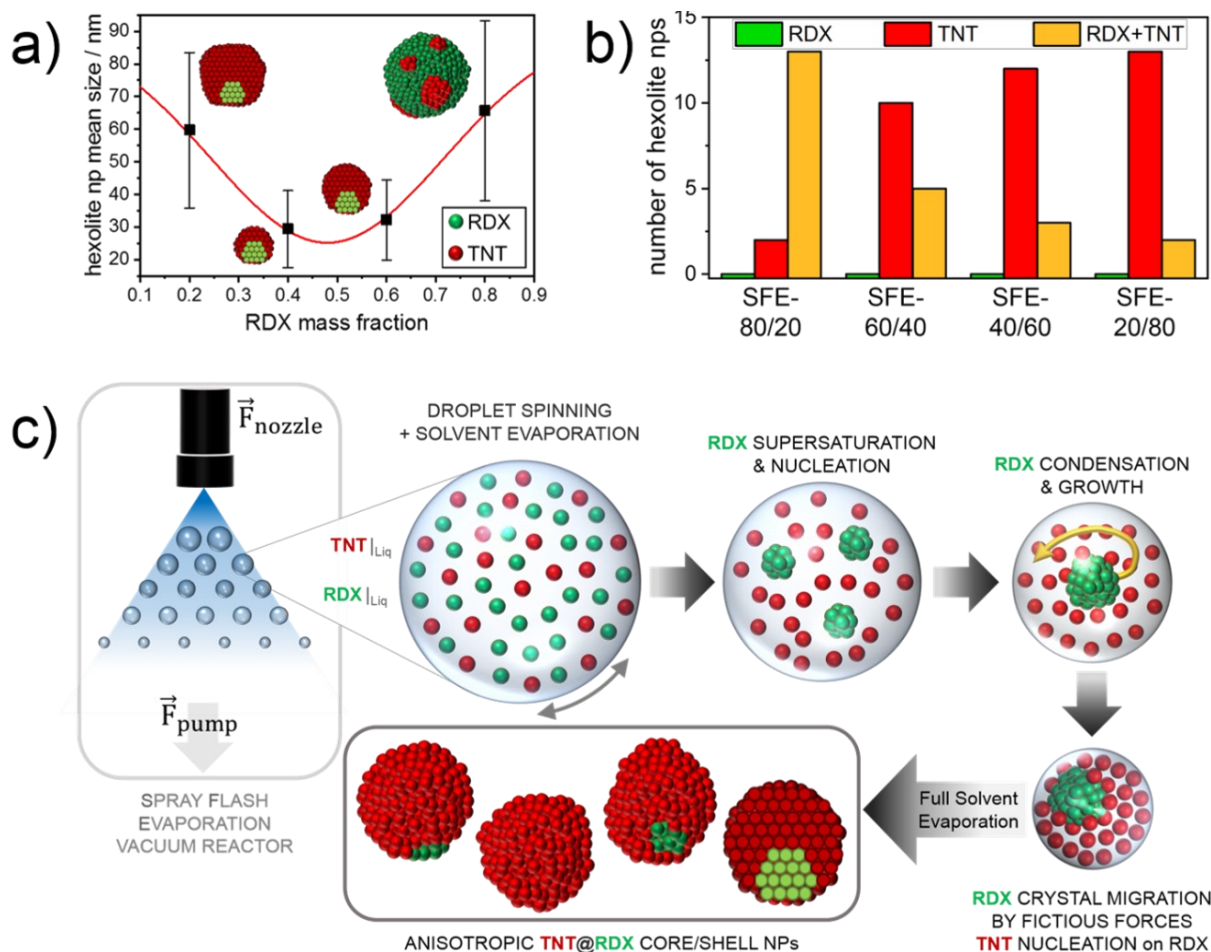 a)
hexolite np mean size / nm
90
80
70
60
50
40
30
20
0.1 0.2 0.3 0.4 0.5 0.6 0.7 0.8 0.9
RDX mass fraction
RDX
TNT
b)
number of hexolite nps
15
10
5
0
RDX TNT RDX+TNT
SFE- SFE- SFE- SFE-
80/20 60/40 40/60 20/80
c)
F nozzle
F pump
SPRAY FLASH
EVAPORATION
VACUUM REACTOR
DROPLET SPINNING
+ SOLVENT EVAPORATION
TNT|Liq
RDX|Liq
RDX SUPERSATURATION
& NUCLEATION
RDX CONDENSATION
& GROWTH
RDX CRYSTAL MIGRATION
BY FICTIOUS FORCES
TNT NUCLEATION on RDX
Full Solvent
Evaporation
ANISOTROPIC TNT@RDX CORE/SHELL NPs